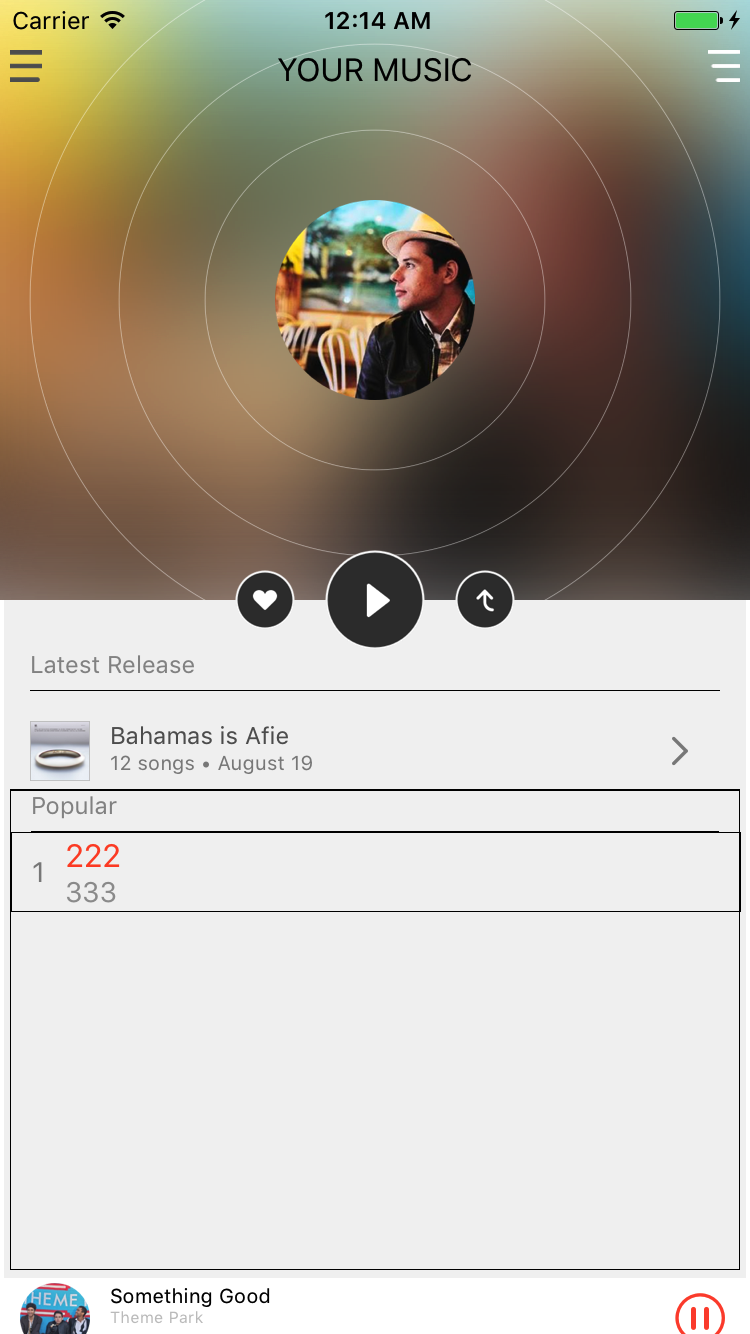 Carrier 12:14 AM
YOUR MUSIC
Latest Release
Bahamas is Afie
12 songs • August 19
Popular
1 222
333
THEME
Something Good
Theme Park